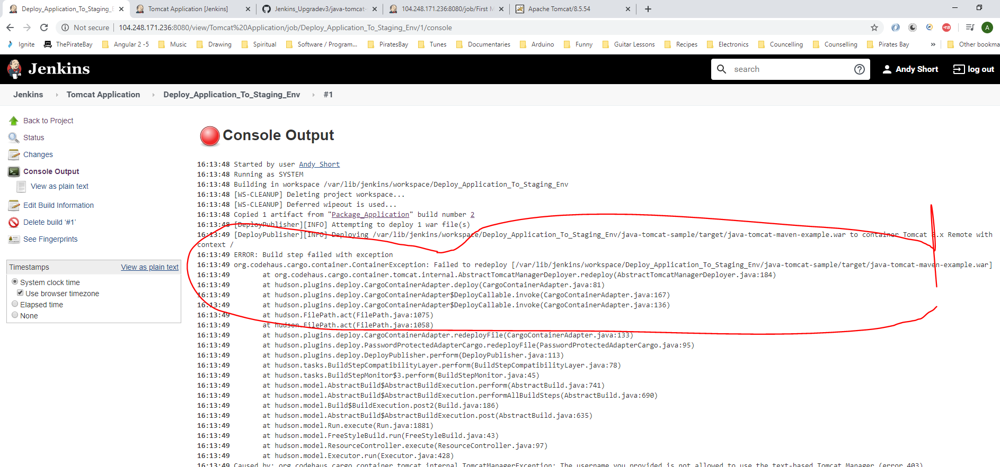 Deploy_Application_To_Staging_E
Tomcat Application [Jenkins]
Jenkins_Upgradev3/java-tomcat-
104.248.171.236:8080/job/First M
Apache Tomcat/8.5.54
Not secure | 104.248.171.236:8080/view/Tomcat%20Application/job/Deploy_Application_To_Staging_Env/1/console
A
Ignite
ThePirateBay
Angular 2 -5
Music
Drawing
Spiritual
Software / Program...
PiratesBay
Tunes
Documentaries
Arduino
Funny
Guitar Lessons
Recipes
Electronics
Councelling
Counselling
Pirates Bay
»
Other bookma
Jenkins
search
Andy Short
log out
Jenkins
Tomcat Application
Deploy_Application_To_Staging_Env
#1
Back to Project
Status
Changes
Console Output
View as plain text
Edit Build Information
Delete build ‘#1’
See Fingerprints
Timestamps
View as plain text
System clock time
Use browser timezone
Elapsed time
None
Console Output
16:13:48 Started by user Andy Short
16:13:48 Running as SYSTEM
16:13:48 Building in workspace /var/lib/jenkins/workspace/Deploy_Application_To_Staging_Env
16:13:48 [WS-CLEANUP] Deleting project workspace...
16:13:48 [WS-CLEANUP] Deferred wipeout is used...
16:13:48 Copied 1 artifact from "Package_Application" build number 2
16:13:48 [DeployPublisher][INFO] Attempting to deploy 1 war file(s)
16:13:49 [DeployPublisher][INFO] Deploying /var/lib/jenkins/workspace/Deploy_Application_To_Staging_Env/java-tomcat-sample/target/java-tomcat-maven-example.war to container Tomcat 8.x Remote with
context /
16:13:49 ERROR: Build step failed with exception
16:13:49 org.codehaus.cargo.container.ContainerException: Failed to redeploy [/var/lib/jenkins/workspace/Deploy_Application_To_Staging_Env/java-tomcat-sample/target/java-tomcat-maven-example.war]
16:13:49 at org.codehaus.cargo.container.tomcat.internal.AbstractTomcatManagerDeployer.redeploy(AbstractTomcatManagerDeployer.java:184)
16:13:49 at hudson.plugins.deploy.CargoContainerAdapter.deploy(CargoContainerAdapter.java:81)
16:13:49 at hudson.plugins.deploy.CargoContainerAdapter$DeployCallable.invoke(CargoContainerAdapter.java:167)
16:13:49 at hudson.plugins.deploy.CargoContainerAdapter$DeployCallable.invoke(CargoContainerAdapter.java:136)
16:13:49 at hudson.FilePath.act(FilePath.java:1075)
16:13:49 at hudson.FilePath.act(FilePath.java:1058)
16:13:49 at hudson.plugins.deploy.CargoContainerAdapter.redeployFile(CargoContainerAdapter.java:133)
16:13:49 at hudson.plugins.deploy.PasswordProtectedAdapterCargo.redeployFile(PasswordProtectedAdapterCargo.java:95)
16:13:49 at hudson.plugins.deploy.DeployPublisher.perform(DeployPublisher.java:113)
16:13:49 at hudson.tasks.BuildStepCompatibilityLayer.perform(BuildStepCompatibilityLayer.java:78)
16:13:49 at hudson.tasks.BuildStepMonitor$3.perform(BuildStepMonitor.java:45)
16:13:49 at hudson.model.AbstractBuild$AbstractBuildExecution.perform(AbstractBuild.java:741)
16:13:49 at hudson.model.AbstractBuild$AbstractBuildExecution.performAllBuildSteps(AbstractBuild.java:690)
16:13:49 at hudson.model.Build$BuildExecution.post2(Build.java:186)
16:13:49 at hudson.model.AbstractBuild$AbstractBuildExecution.post(AbstractBuild.java:635)
16:13:49 at hudson.model.Run.execute(Run.java:1881)
16:13:49 at hudson.model.FreeStyleBuild.run(FreeStyleBuild.java:43)
16:13:49 at hudson.model.ResourceController.execute(ResourceController.java:97)
16:13:49 at hudson.model.Executor.run(Executor.java:428)
16:13:49 Caused by: org.codehaus.cargo.container.tomcat.internal.TomcatManagerException: The username you provided is not allowed to use the text-based Tomcat Manager (error 403)